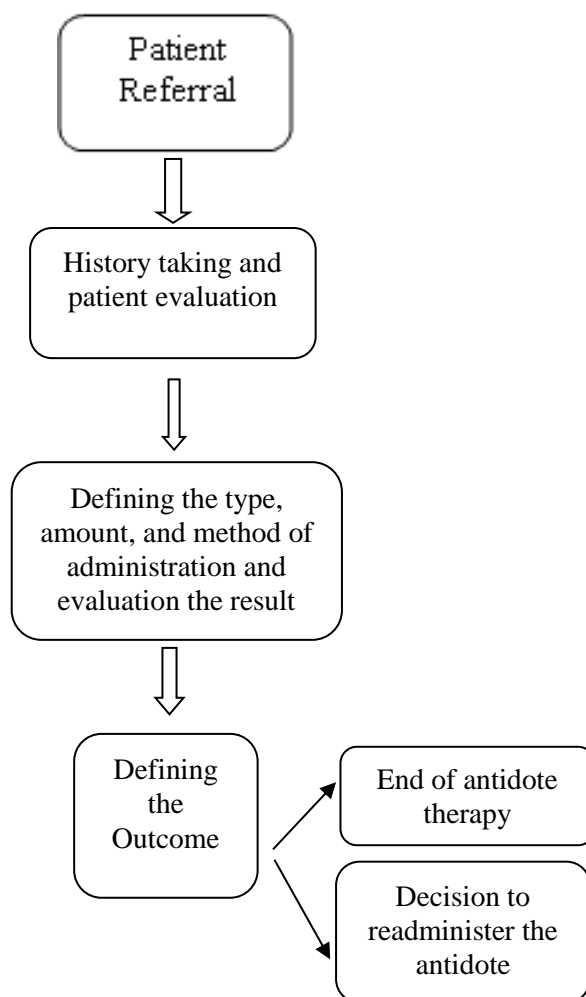 Patient
Referral
History taking and
patient evaluation
Defining the type,
amount, and method of
administration and
evaluation the result
Defining
the
Outcome
End of antidote
therapy
Decision to
readminister the
antidote